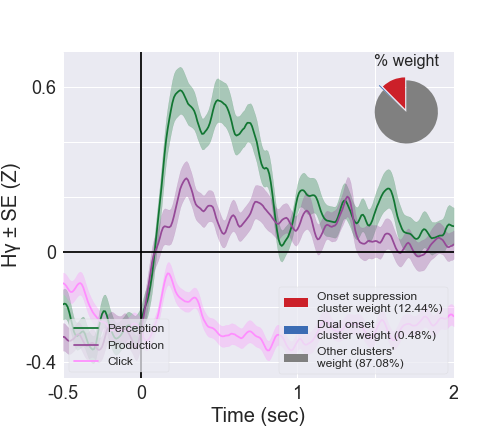 % weight
0.6
0
-0.4
Hγ ± SE (Z)
Perception
Production
Click
Onset suppression
cluster weight (12.44%)
Dual onset
cluster weight (0.48%)
Other clusters'
weight (87.08%)
-0.5
0
1
2
Time (sec)